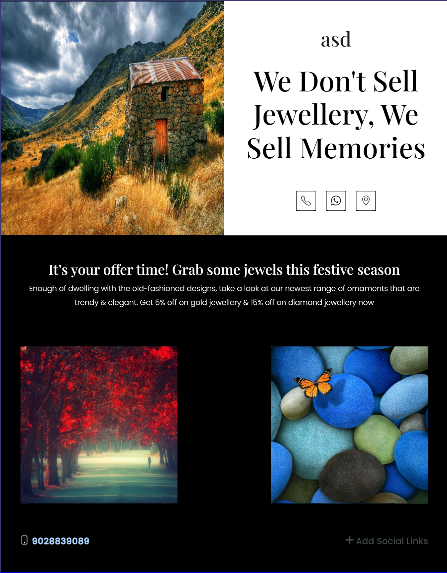 asd
We Don't Sell
Jewellery, We
Sell Memories
It's your offer time! Grab some jewels this festive season
Enough of dwelling with the old-fashioned designs, take a look at our newest range of ornaments that are
trendy & elegant. Get 5% off on gold jewellery & 15% off on diamond jewellery now
9028839089
+ Add Social Links